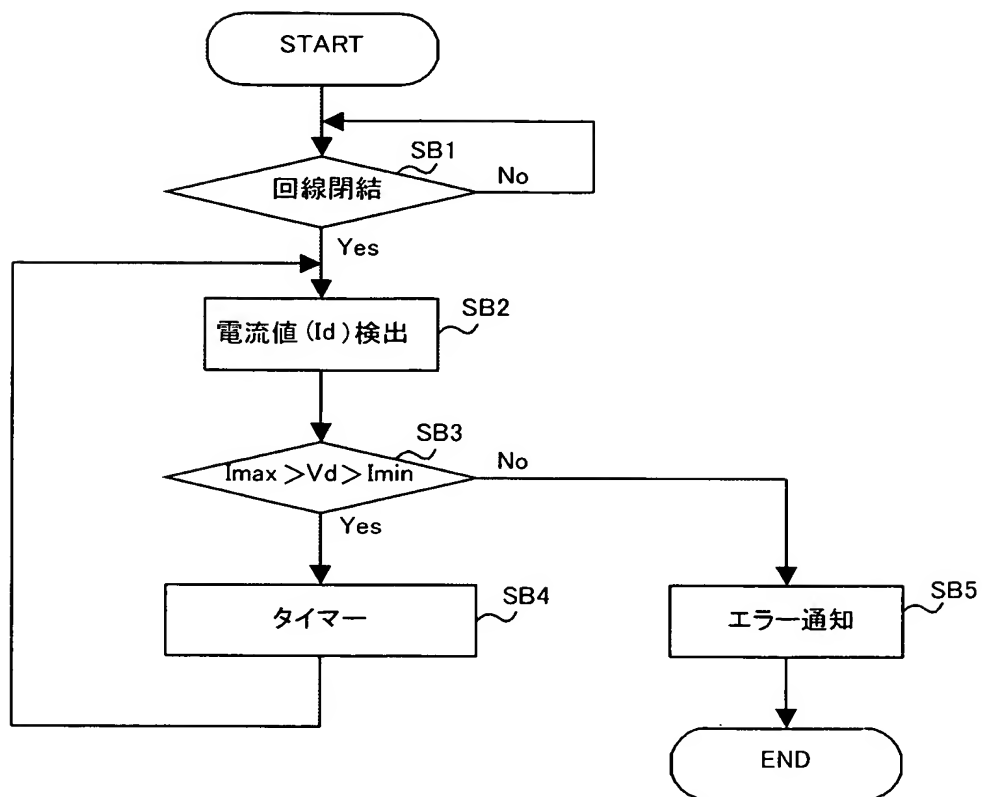 START
SB1
回線閉結
No
Yes
SB2
電流値(Id)検出
SB3
Imax>Vd>Imin
No
Yes
SB4
タイマー
SB5
エラー通知
END